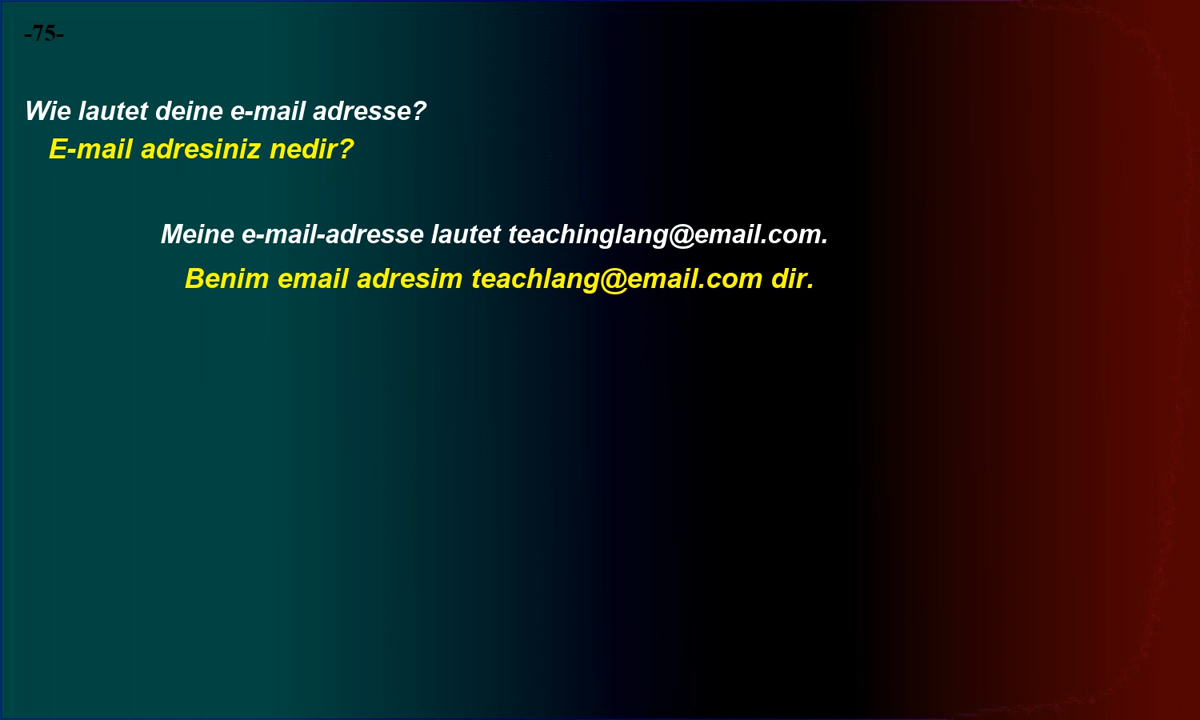 -75-
Wie lautet deine e-mail adresse?
E-mail adresiniz nedir?
Meine e-mail-adresse lautet teachinglang@email.com.
Benim email adresim teachlang@email.com dir.